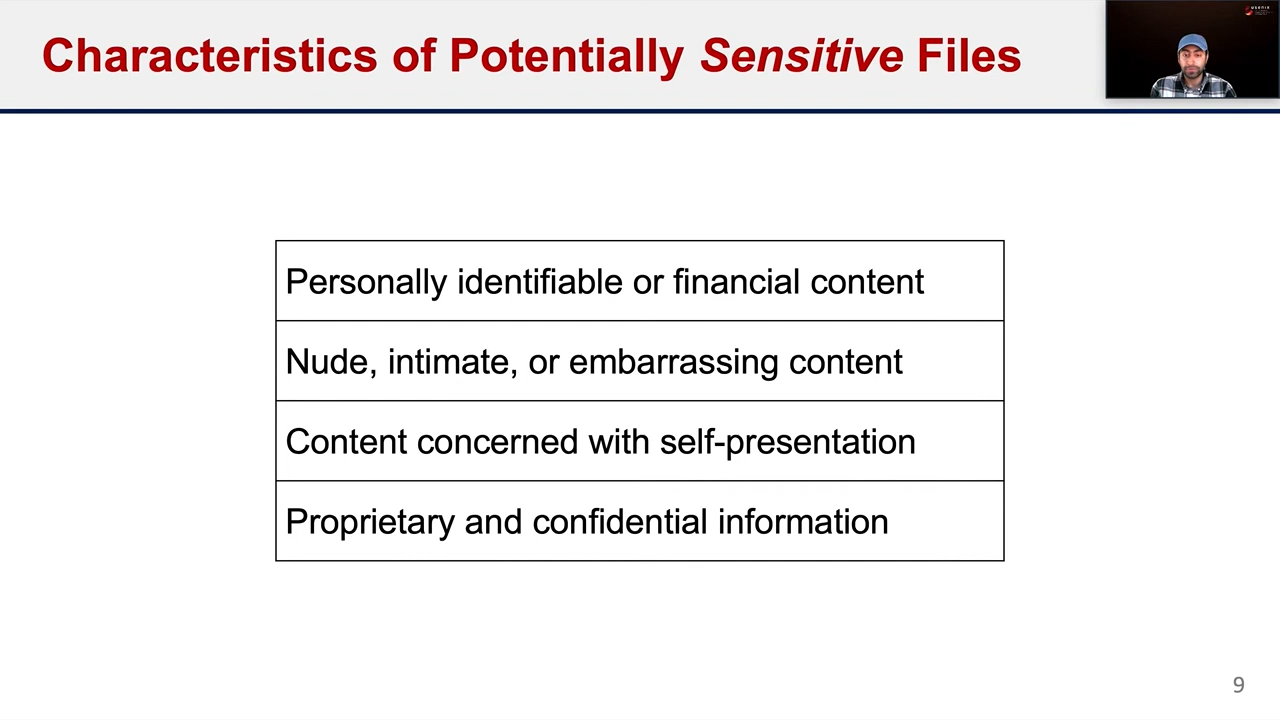 Characteristics of Potentially Sensitive Files
usenix
Personally identifiable or financial content
Nude, intimate, or embarrassing content
Content concerned with self-presentation
Proprietary and confidential information
9